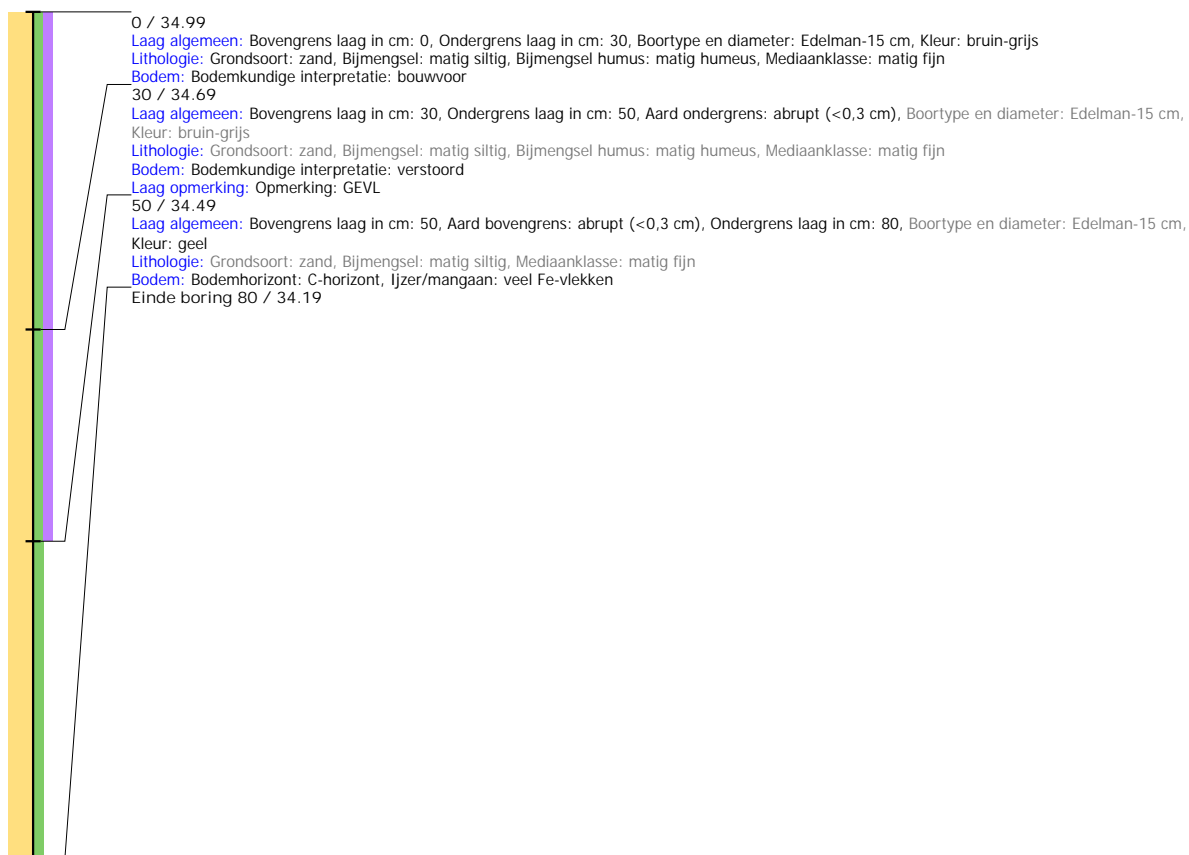 0 / 34.99
Laag algemeen: Bovengrens laag in cm: 0, Ondergrens laag in cm: 30, Boortype en diameter: Edelman-15 cm, Kleur: bruin-grijs
Lithologie: Grondsoort: zand, Bijmengsel: matig siltig, Bijmengsel humus: matig humeus, Mediaanklasse: matig fijn
Bodem: Bodemkundige interpretatie: bouwvoor
30 / 34.69
Laag algemeen: Bovengrens laag in cm: 30, Ondergrens laag in cm: 50, Aard ondergrens: abrupt (<0,3 cm), Boortype en diameter: Edelman-15 cm,
Kleur: bruin-grijs
Lithologie: Grondsoort: zand, Bijmengsel: matig siltig, Bijmengsel humus: matig humeus, Mediaanklasse: matig fijn
Bodem: Bodemkundige interpretatie: verstoord
Laag opmerking: Opmerking: GEVL
50 / 34.49
Laag algemeen: Bovengrens laag in cm: 50, Aard bovengrens: abrupt (<0,3 cm), Ondergrens laag in cm: 80, Boortype en diameter: Edelman-15 cm,
Kleur: geel
Lithologie: Grondsoort: zand, Bijmengsel: matig siltig, Mediaanklasse: matig fijn
Bodem: Bodemhorizont: C-horizont, Ijzer/mangaan: veel Fe-vlekken
Einde boring 80 / 34.19